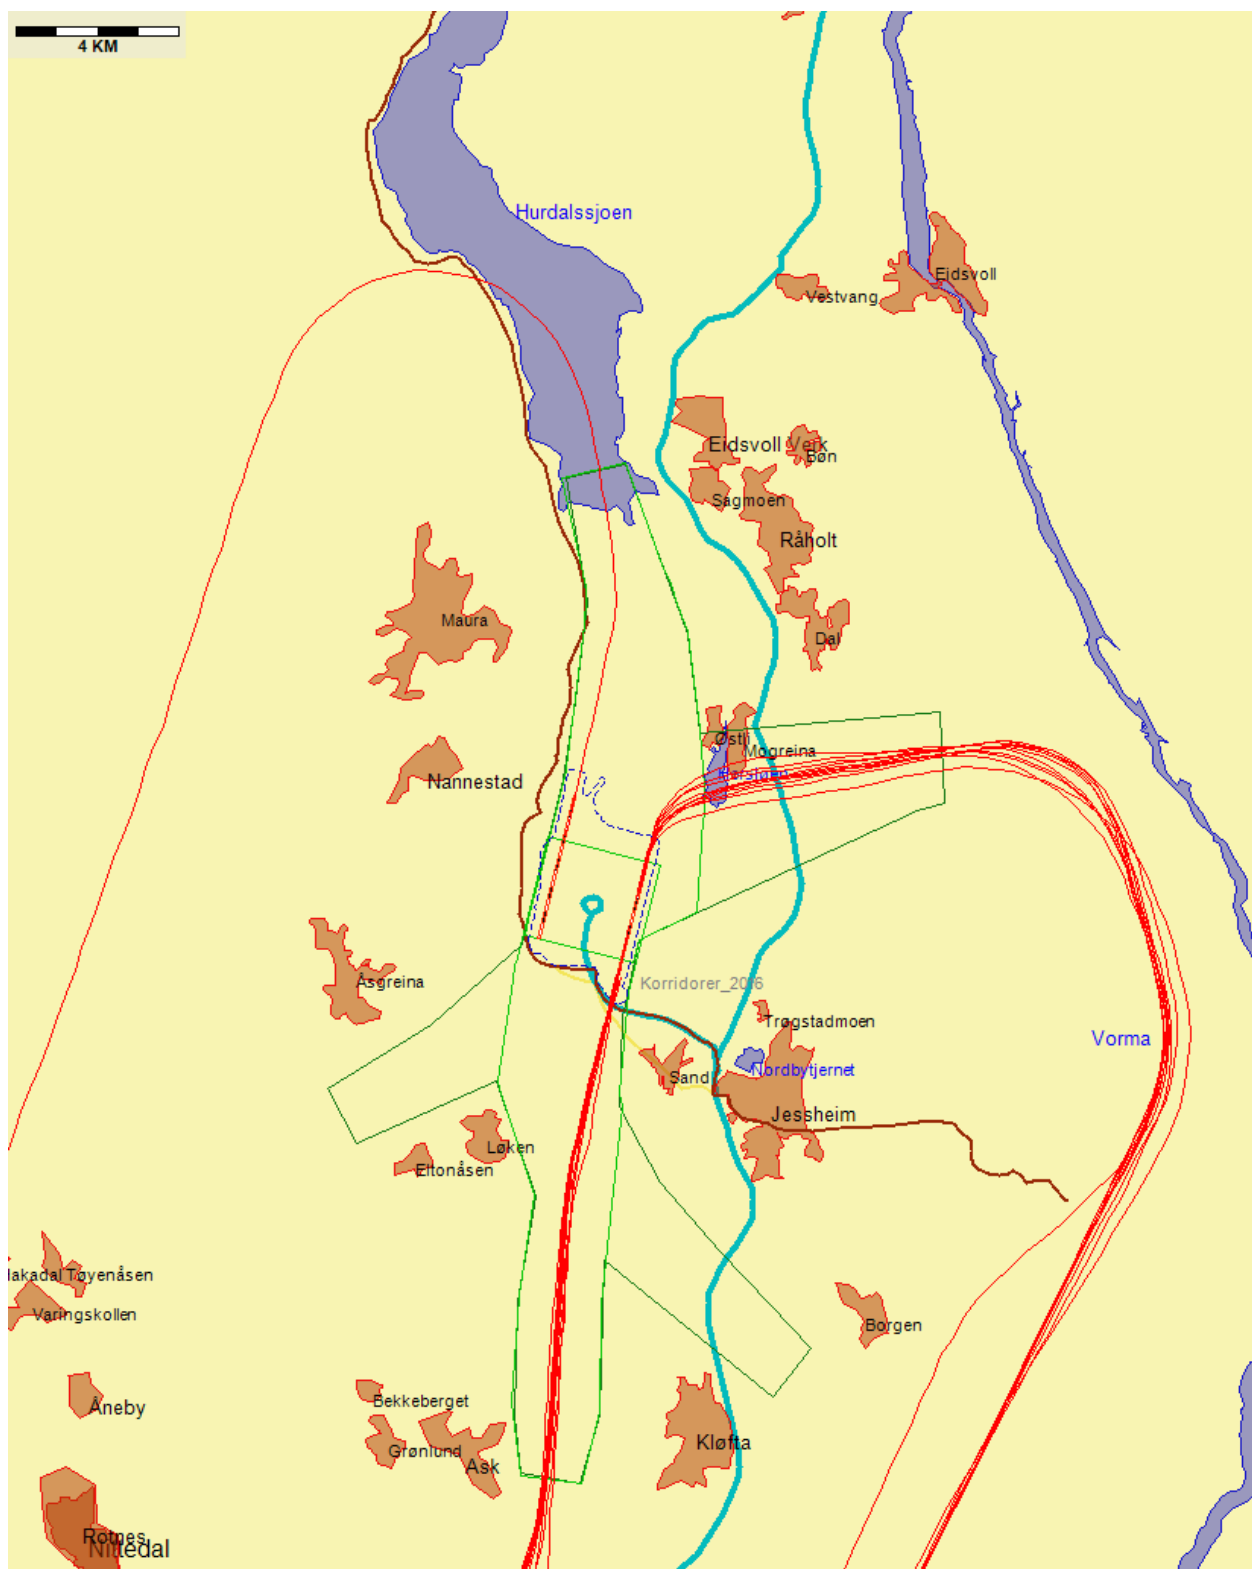 4 KM
Hurdalssjoen
Eidsvoll
Vestvang
Eidsvoll Verk
Bøn
Sagmoen
Råholt
Maura
Dal
Mogreina
Nannestad
Åsgreina
Korridorer_2016
Trøgstadmoen
Vorma
Nordbytjernet
Sand
Jessheim
Løken
Eltonåsen
Tøyenåsen
Varingskollen
Borgen
Bekkeberget
Åneby
Kløfta
Grønlund
Ask
Rotnes
Nittedal